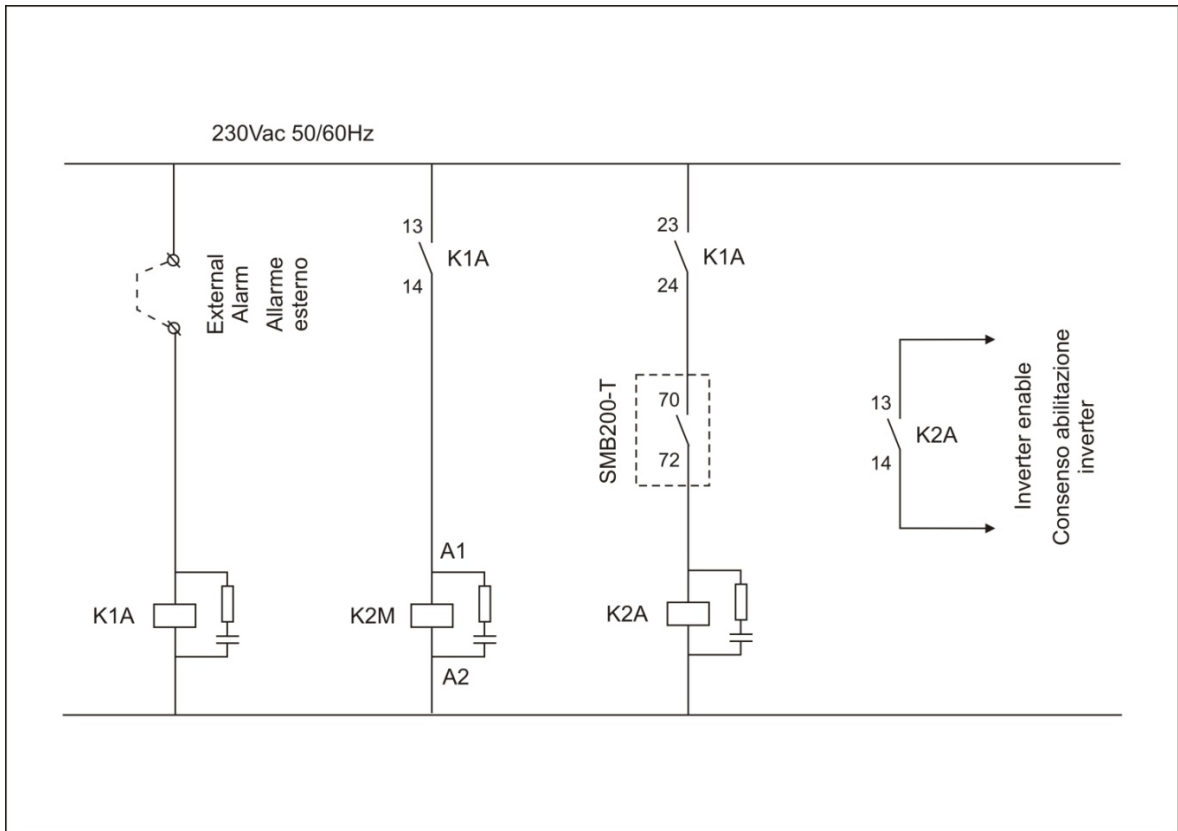 230Vac 50/60Hz
External
Alarm
Allarme
esterno
K1A
13
K1A
14
A1
K2M
A2
23
K1A
24
SMB200-T
70
72
K2A
13
K2A
14
Inverter enable
Consenso abilitazione
inverter